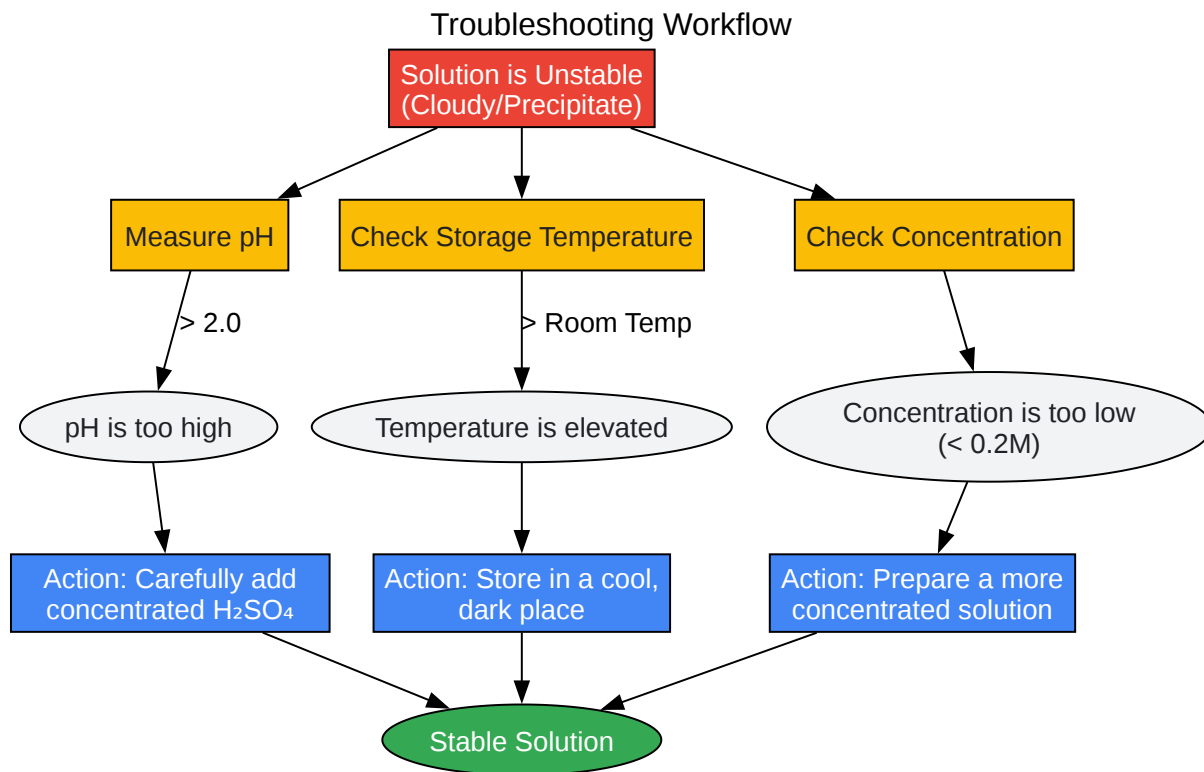 Troubleshooting Workflow
Solution is Unstable
(Cloudy/Precipitate)
Measure pH
Check Storage Temperature
Check Concentration
> 2.0
> Room Temp
pH is too high
Temperature is elevated
Concentration is too low
(< 0.2M)
Action: Carefully add
concentrated H₂SO₄
Action: Store in a cool,
dark place
Action: Prepare a more
concentrated solution
Stable Solution